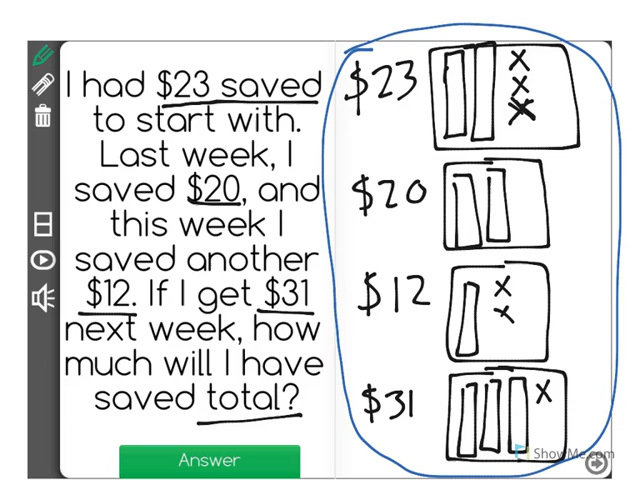 I had $23 saved
to start with.
Last week, I
saved $20, and
this week I
saved another
$12. If I get $31
next week, how
much will I have
saved total?
Answer
$23
x
x
x
$20
$12
x
x
$31
x
ShowMe.com